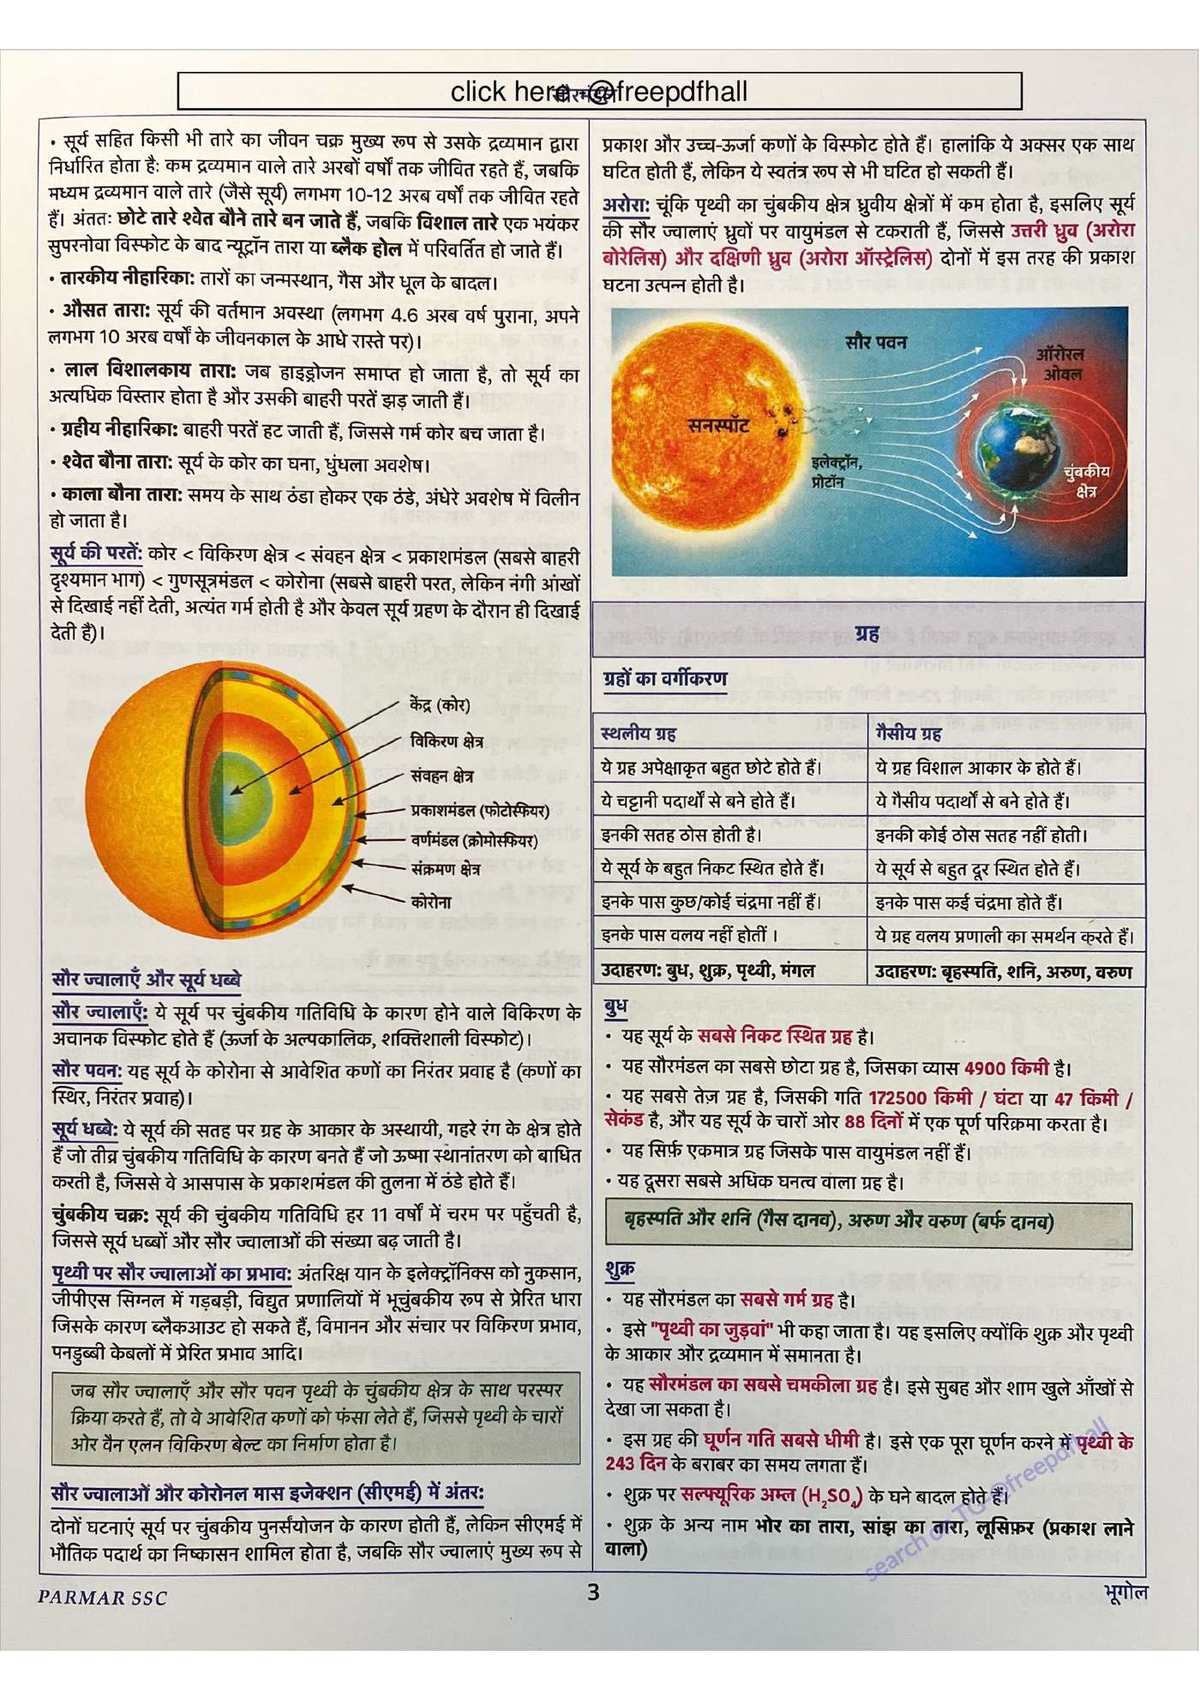 click here @freepdfhall
सौरमंडल
• सूर्य सहित किसी भी तारे का जीवन चक्र मुख्य रूप से उसके द्रव्यमान द्वारा
निर्धारित होता है: कम द्रव्यमान वाले तारे अरबों वर्षों तक जीवित रहते हैं, जबकि
मध्यम द्रव्यमान वाले तारे (जैसे सूर्य) लगभग 10-12 अरब वर्षों तक जीवित रहते
हैं। अंततः छोटे तारे श्वेत बौने तारे बन जाते हैं, जबकि विशाल तारे एक भयंकर
सुपरनोवा विस्फोट के बाद न्यूट्रॉन तारा या ब्लैक होल में परिवर्तित हो जाते हैं।
• तारकीय नीहारिका: तारों का जन्मस्थान, गैस और धूल के बादल।
• औसत तारा: सूर्य की वर्तमान अवस्था (लगभग 4.6 अरब वर्ष पुराना, अपने
लगभग 10 अरब वर्षों के जीवनकाल के आधे रास्ते पर)।
• लाल विशालकाय तारा: जब हाइड्रोजन समाप्त हो जाता है, तो सूर्य का
अत्यधिक विस्तार होता है और उसकी बाहरी परतें झड़ जाती हैं।
• ग्रहीय नीहारिका: बाहरी परतें हट जाती हैं, जिससे गर्म कोर बच जाता है।
• श्वेत बौना तारा: सूर्य के कोर का घना, धुंधला अवशेष।
• काला बौना तारा: समय के साथ ठंडा होकर एक ठंडे, अंधेरे अवशेष में विलीन
हो जाता है।
सूर्य की परतें: कोर < विकिरण क्षेत्र < संवहन क्षेत्र < प्रकाशमंडल (सबसे बाहरी
दृश्यमान भाग) < गुणसूत्रमंडल < कोरोना (सबसे बाहरी परत, लेकिन नंगी आंखों
से दिखाई नहीं देती, अत्यंत गर्म होती है और केवल सूर्य ग्रहण के दौरान ही दिखाई
देती है)।
केंद्र (कोर)
विकिरण क्षेत्र
संवहन क्षेत्र
प्रकाशमंडल (फोटोस्फियर)
वर्णमंडल (क्रोमोस्फियर)
संक्रमण क्षेत्र
कोरोना
सौर ज्वालाएँ और सूर्य धब्बे
सौर ज्वालाएँ: ये सूर्य पर चुंबकीय गतिविधि के कारण होने वाले विकिरण के
अचानक विस्फोट होते हैं (ऊर्जा के अल्पकालिक, शक्तिशाली विस्फोट)।
सौर पवन: यह सूर्य के कोरोना से आवेशित कणों का निरंतर प्रवाह है (कणों का
स्थिर, निरंतर प्रवाह)।
सूर्य धब्बे: ये सूर्य की सतह पर ग्रह के आकार के अस्थायी, गहरे रंग के क्षेत्र होते
हैं जो तीव्र चुंबकीय गतिविधि के कारण बनते हैं जो ऊष्मा स्थानांतरण को बाधित
करती है, जिससे वे आसपास के प्रकाशमंडल की तुलना में ठंडे होते हैं।
चुंबकीय चक्र: सूर्य की चुंबकीय गतिविधि हर 11 वर्षों में चरम पर पहुँचती है,
जिससे सूर्य धब्बों और सौर ज्वालाओं की संख्या बढ़ जाती है।
पृथ्वी पर सौर ज्वालाओं का प्रभाव: अंतरिक्ष यान के इलेक्ट्रॉनिक्स को नुकसान,
जीपीएस सिग्नल में गड़बड़ी, विद्युत प्रणालियों में भूचुंबकीय रूप से प्रेरित धारा
जिसके कारण ब्लैकआउट हो सकते हैं, विमानन और संचार पर विकिरण प्रभाव,
पनडुब्बी केबलों में प्रेरित प्रभाव आदि।
जब सौर ज्वालाएँ और सौर पवन पृथ्वी के चुंबकीय क्षेत्र के साथ परस्पर
क्रिया करते हैं, तो वे आवेशित कणों को फंसा लेते हैं, जिससे पृथ्वी के चारों
ओर वैन एलन विकिरण बेल्ट का निर्माण होता है।
सौर ज्वालाओं और कोरोनल मास इजेक्शन (सीएमई) में अंतर:
दोनों घटनाएं सूर्य पर चुंबकीय पुनर्संयोजन के कारण होती हैं, लेकिन सीएमई में
भौतिक पदार्थ का निष्कासन शामिल होता है, जबकि सौर ज्वालाएं मुख्य रूप से
प्रकाश और उच्च-ऊर्जा कणों के विस्फोट होते हैं। हालांकि ये अक्सर एक साथ
घटित होती हैं, लेकिन ये स्वतंत्र रूप से भी घटित हो सकती हैं।
अरोरा: चूंकि पृथ्वी का चुंबकीय क्षेत्र ध्रुवीय क्षेत्रों में कम होता है, इसलिए सूर्य
की सौर ज्वालाएं ध्रुवों पर वायुमंडल से टकराती हैं, जिससे उत्तरी ध्रुव (अरोरा
बोरेलिस) और दक्षिणी ध्रुव (अरोरा ऑस्ट्रेलिस) दोनों में इस तरह की प्रकाश
घटना उत्पन्न होती है।
सौर पवन
ऑरोरल
ओवल
सनस्पॉट
इलेक्ट्रॉन,
प्रोटॉन
चुंबकीय
क्षेत्र
ग्रह
ग्रहों का वर्गीकरण
स्थलीय ग्रह गैसीय ग्रह
ये ग्रह अपेक्षाकृत बहुत छोटे होते हैं। ये ग्रह विशाल आकार के होते हैं।
ये चट्टानी पदार्थों से बने होते हैं। ये गैसीय पदार्थों से बने होते हैं।
इनकी सतह ठोस होती है। इनकी कोई ठोस सतह नहीं होती।
ये सूर्य के बहुत निकट स्थित होते हैं। ये सूर्य से बहुत दूर स्थित होते हैं।
इनके पास कुछ/कोई चंद्रमा नहीं हैं। इनके पास कई चंद्रमा होते हैं।
इनके पास वलय नहीं होतीं । ये ग्रह वलय प्रणाली का समर्थन करते हैं।
उदाहरण: बुध, शुक्र, पृथ्वी, मंगल उदाहरण: बृहस्पति, शनि, अरुण, वरुण
बुध
• यह सूर्य के सबसे निकट स्थित ग्रह है।
• यह सौरमंडल का सबसे छोटा ग्रह है, जिसका व्यास 4900 किमी है।
• यह सबसे तेज़ ग्रह है, जिसकी गति 172500 किमी / घंटा या 47 किमी /
सेकंड है, और यह सूर्य के चारों ओर 88 दिनों में एक पूर्ण परिक्रमा करता है।
• यह सिर्फ़ एकमात्र ग्रह जिसके पास वायुमंडल नहीं हैं।
• यह दूसरा सबसे अधिक घनत्व वाला ग्रह है।
बृहस्पति और शनि (गैस दानव), अरुण और वरुण (बर्फ दानव)
शुक्र
• यह सौरमंडल का सबसे गर्म ग्रह है।
• इसे "पृथ्वी का जुड़वां" भी कहा जाता है। यह इसलिए क्योंकि शुक्र और पृथ्वी
के आकार और द्रव्यमान में समानता है।
• यह सौरमंडल का सबसे चमकीला ग्रह है। इसे सुबह और शाम खुले आँखों से
देखा जा सकता है।
• इस ग्रह की घूर्णन गति सबसे धीमी है। इसे एक पूरा घूर्णन करने में पृथ्वी के
243 दिन के बराबर का समय लगता हैं।
• शुक्र पर सल्फ्यूरिक अम्ल (H₂SO₄) के घने बादल होते हैं।
• शुक्र के अन्य नाम भोर का तारा, सांझ का तारा, लूसिफ़र (प्रकाश लाने
वाला)
search on TG-@freepdfhall
PARMAR SSC
3
भूगोल